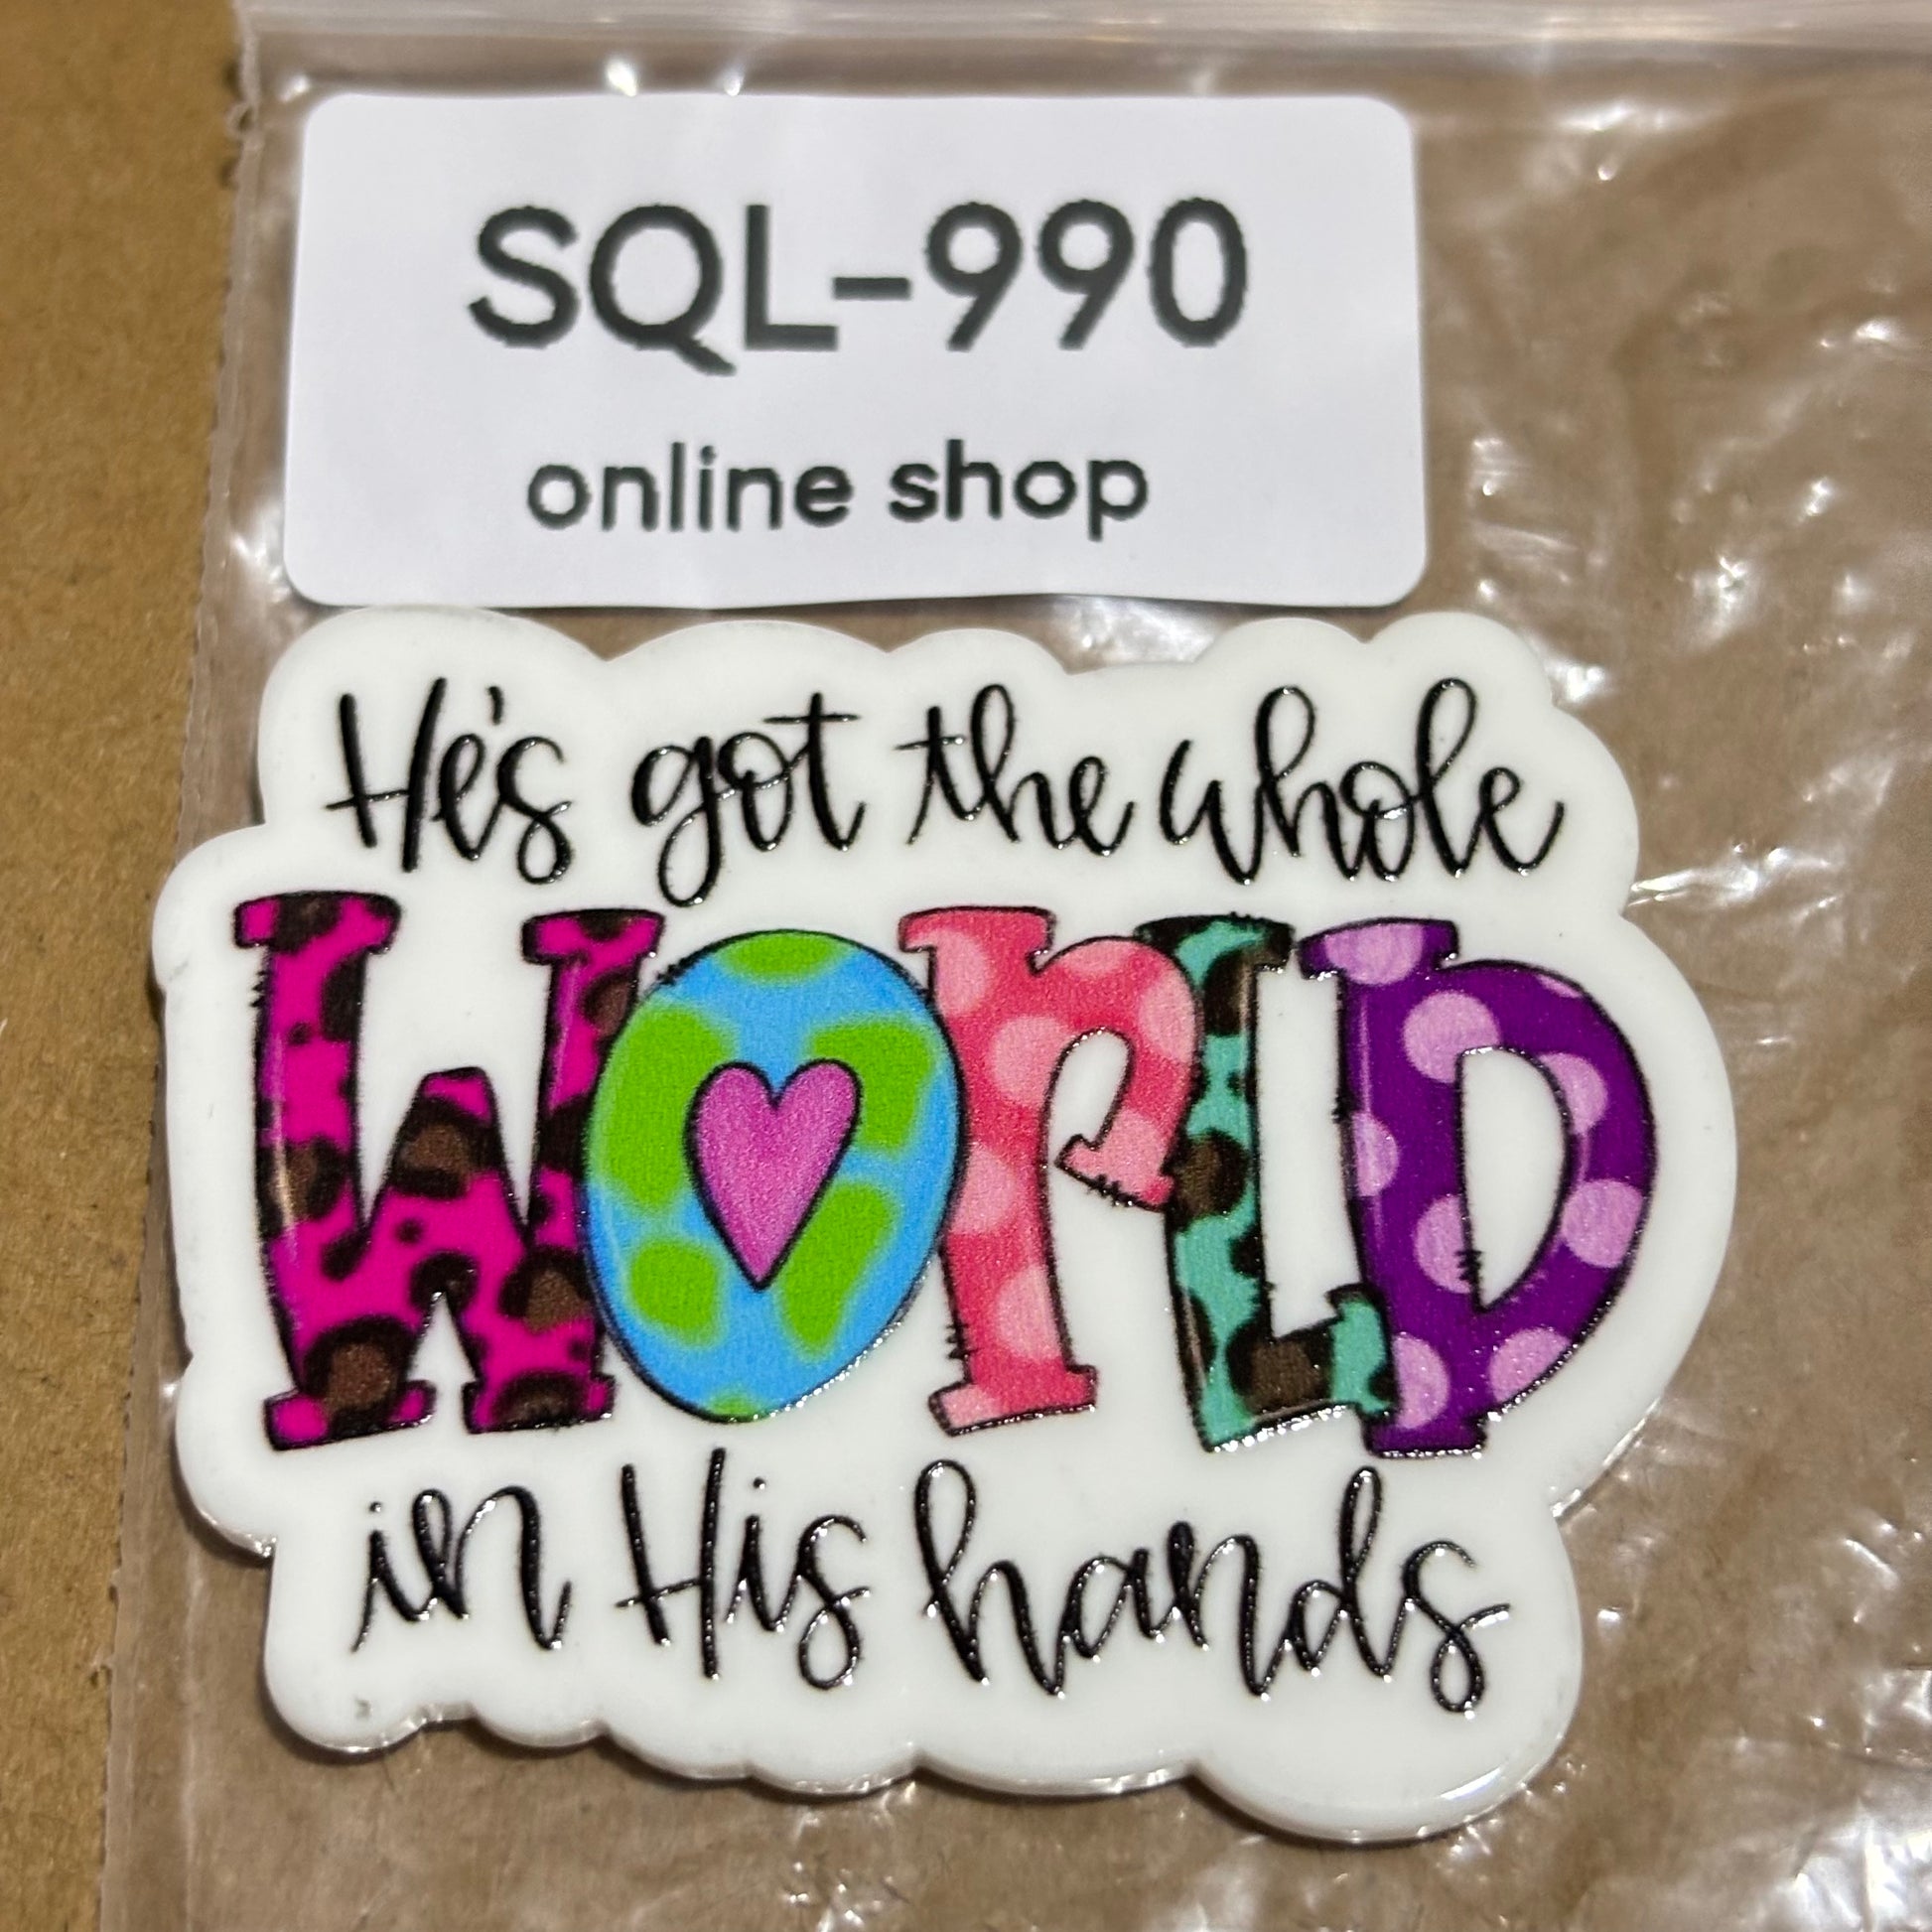 SQL-990
online shop
He's got the whole
WORLD
in His hands